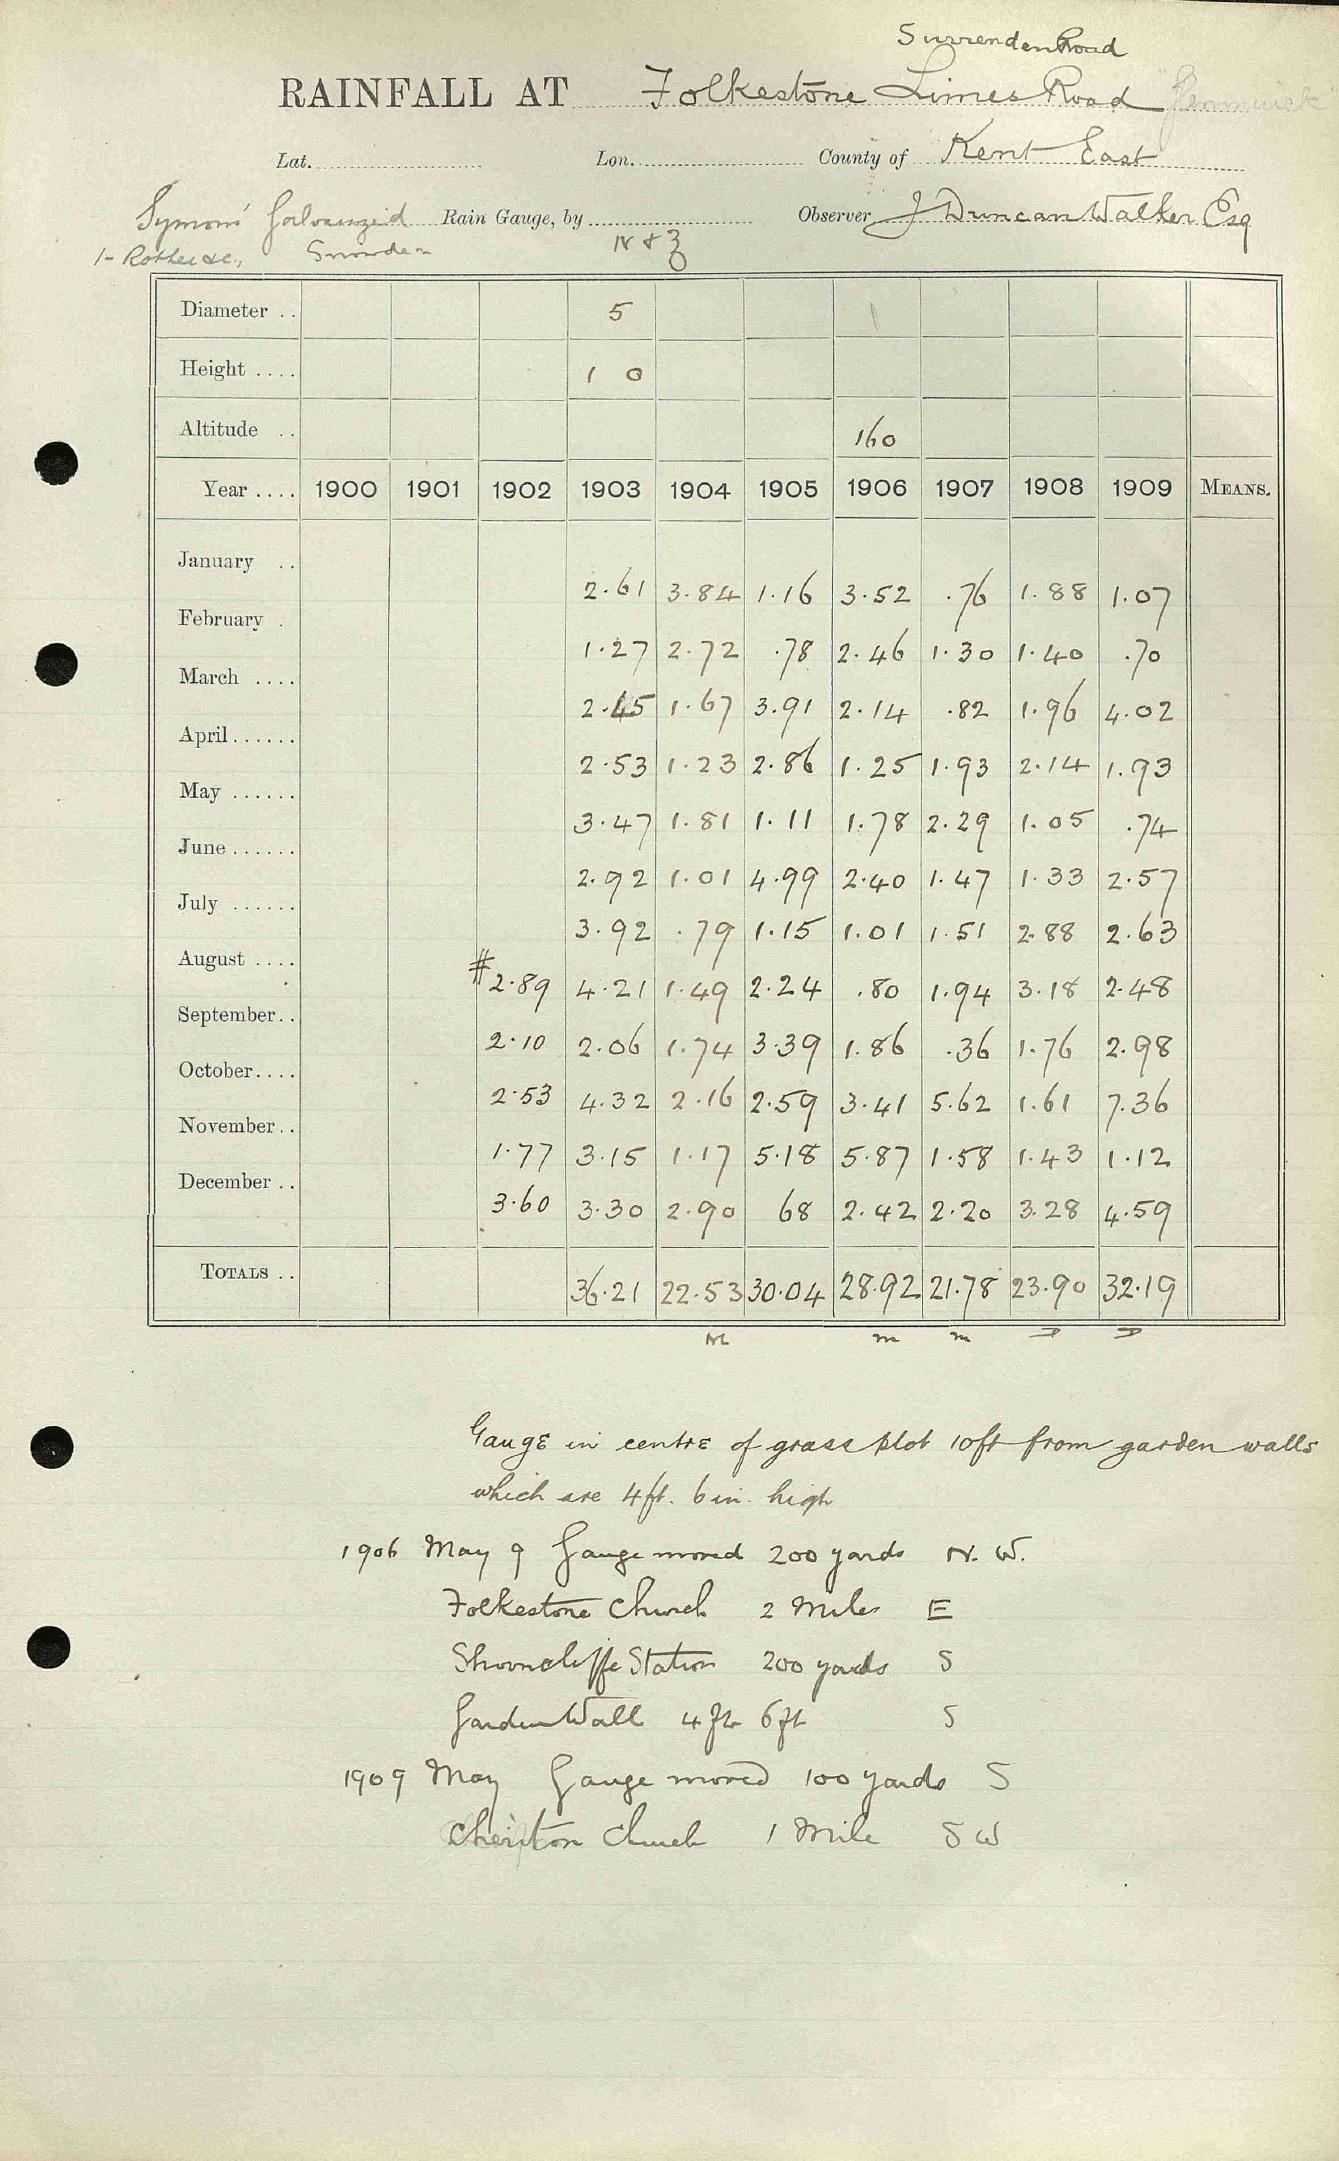 Surrenden Road
RAINFALL AT Folkestone Limes Road
Lat. Lon. County of Kent East
Symons' Galvanized Rain Gauge, by Observer J Duncan Walker Esq
1- Rother &c., Snowdon N & Z
Diameter .. 5
Height .... 1 0
Altitude .. 160
Year .... 1900 1901 1902 1903 1904 1905 1906 1907 1908 1909 MEANS.
January .. 2.61 3.84 1.16 3.52 .76 1.88 1.07
February . 1.27 2.72 .78 2.46 1.30 1.40 .70
March .... 2.45 1.67 3.91 2.14 .82 1.96 4.02
April...... 2.53 1.23 2.86 1.25 1.93 2.14 1.93
May ...... 3.47 1.81 1.11 1.78 2.29 1.05 .74
June...... 2.92 1.01 4.99 2.40 1.47 1.33 2.57
July ...... 3.92 .79 1.15 1.01 1.51 2.88 2.63
August .... #2.89 4.21 1.49 2.24 .80 1.94 3.18 2.48
September.. 2.10 2.06 1.74 3.39 1.86 .36 1.76 2.98
October.... 2.53 4.32 2.16 2.59 3.41 5.62 1.61 7.36
November.. 1.77 3.15 1.17 5.18 5.87 1.58 1.43 1.12
December .. 3.60 3.30 2.90 68 2.42 2.20 3.28 4.59
TOTALS .. 36.21 22.53 30.04 28.92 21.78 23.90 32.19
M m m D D
Gauge in centre of grass plot 10ft from garden walls
which are 4ft. 6in. high
1906 May 9 Gauge moved 200 yards N. W.
Folkestone Church 2 Miles E
Shorncliffe Station 200 yards S
Garden Wall 4 ft 6 ft S
1909 May Gauge moved 100 yards S
Cheriton Church 1 Mile S W